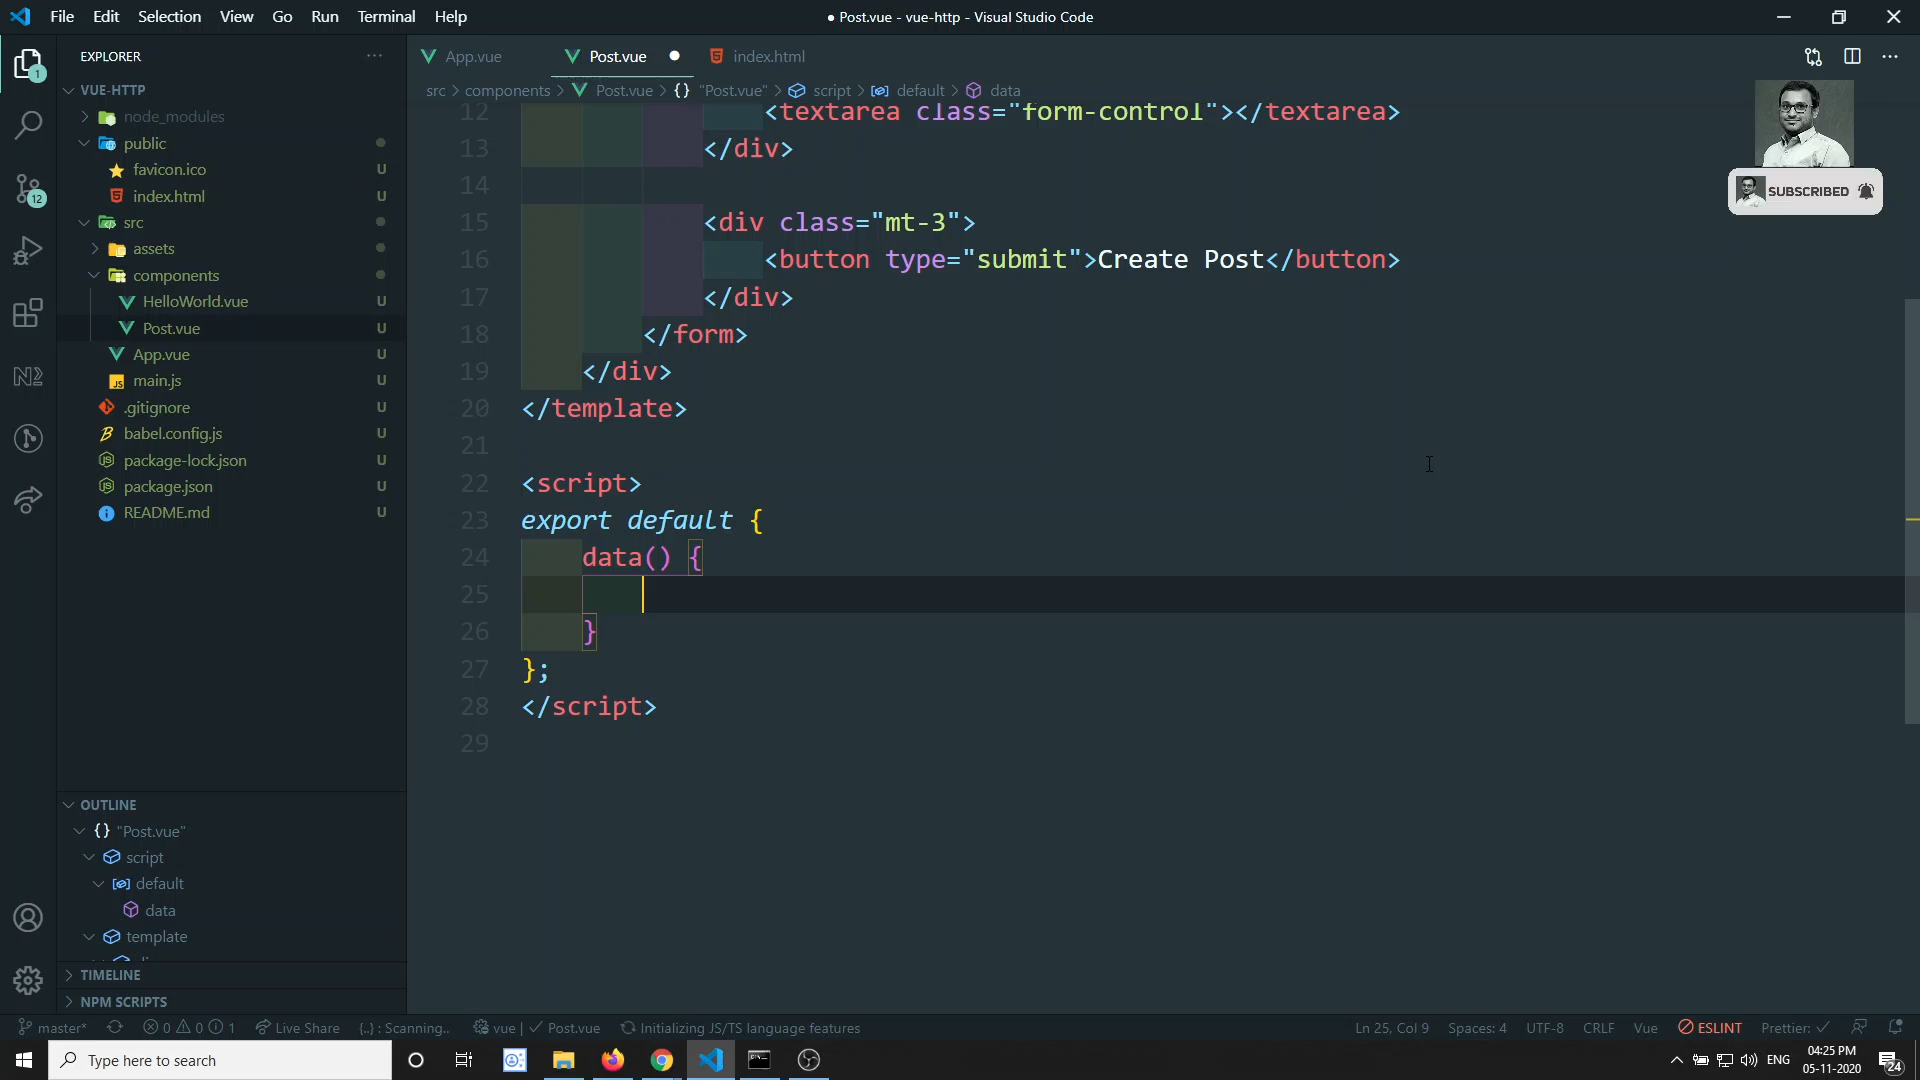 File Edit Selection View Go Run Terminal Help
● Post.vue - vue-http - Visual Studio Code
EXPLORER
App.vue
Post.vue
index.html
1
VUE-HTTP
src > components > Post.vue > {} "Post.vue" > script > default > data
node_modules
public
favicon.ico U
index.html U
src
assets
components
HelloWorld.vue U
Post.vue U
App.vue U
main.js U
.gitignore U
babel.config.js U
package-lock.json U
package.json U
README.md U
12
12 <textarea class="form-control"></textarea>
13 </div>
14
15 <div class="mt-3">
16 <button type="submit">Create Post</button>
17 </div>
18 </form>
19 </div>
20 </template>
21
22 <script>
23 export default {
24 data() {
25
26 }
27 };
28 </script>
29
SUBSCRIBED
OUTLINE
{} "Post.vue"
script
default
data
template
TIMELINE
NPM SCRIPTS
master* 0 0 1 Live Share {..} : Scanning.. vue | ✓ Post.vue Initializing JS/TS language features
Ln 25, Col 9 Spaces: 4 UTF-8 CRLF Vue ESLINT Prettier: ✓
Type here to search
ENG
04:25 PM
05-11-2020
24